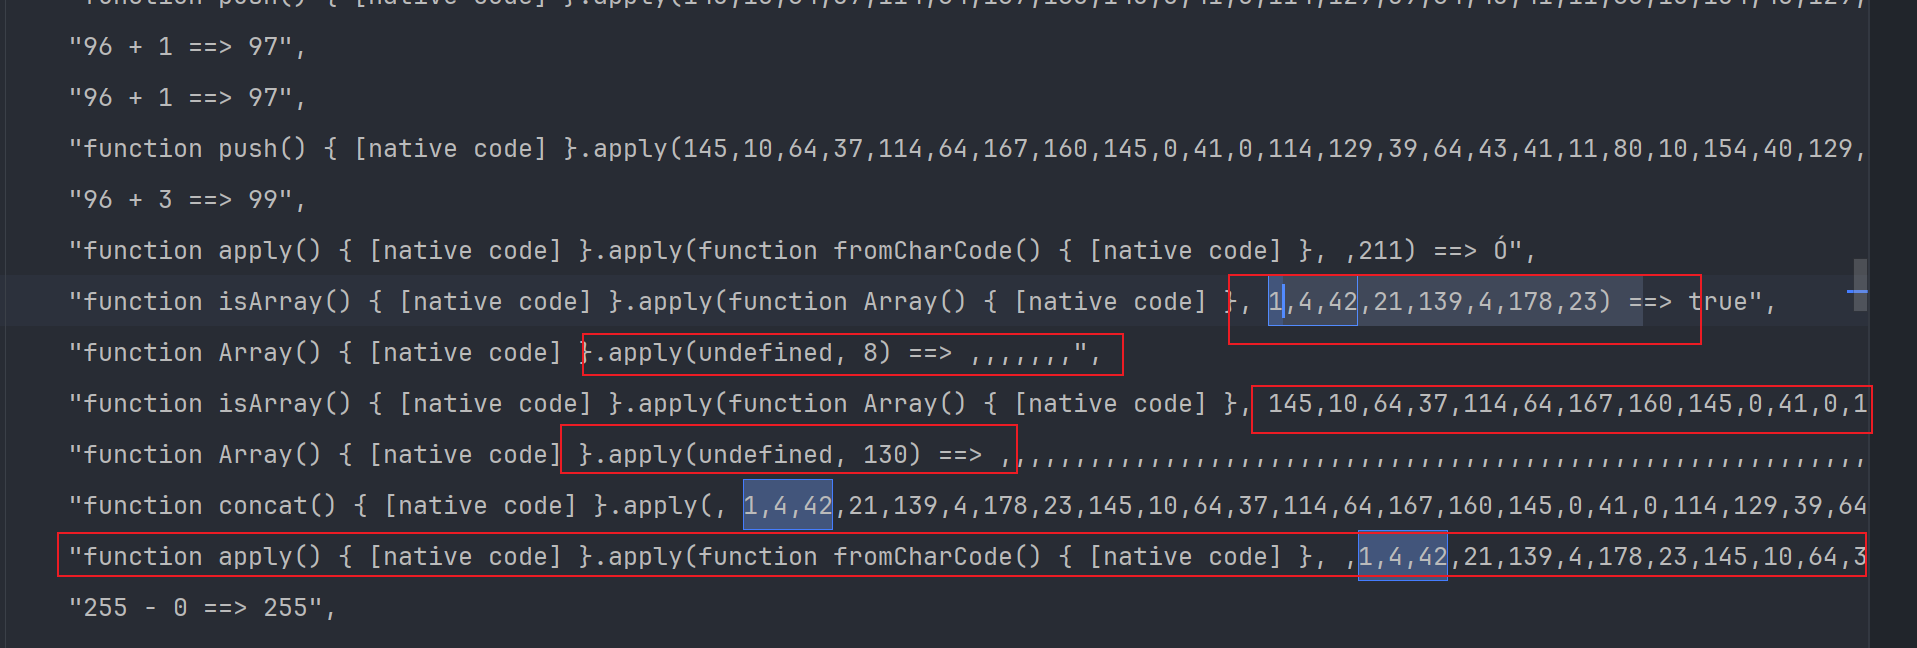 "function push() { [native code] }.apply(145,10,64,37,114,64,167,160,145,0,41,0,114,129,39,64,43,41,11,80,10,154,40,129,
"96 + 1 ==> 97",
"96 + 1 ==> 97",
"function push() { [native code] }.apply(145,10,64,37,114,64,167,160,145,0,41,0,114,129,39,64,43,41,11,80,10,154,40,129,
"96 + 3 ==> 99",
"function apply() { [native code] }.apply(function fromCharCode() { [native code] }, ,211) ==> Ó",
"function isArray() { [native code] }.apply(function Array() { [native code] }, 1,4,42,21,139,4,178,23) ==> true",
"function Array() { [native code] }.apply(undefined, 8) ==> ,,,,,,,",
"function isArray() { [native code] }.apply(function Array() { [native code] }, 145,10,64,37,114,64,167,160,145,0,41,0,1
"function Array() { [native code] }.apply(undefined, 130) ==> ,,,,,,,,,,,,,,,,,,,,,,,,,,,,,,,,,,,,,,,,,,,,,,,,,,,,,,,,,,
"function concat() { [native code] }.apply(, 1,4,42,21,139,4,178,23,145,10,64,37,114,64,167,160,145,0,41,0,114,129,39,64
"function apply() { [native code] }.apply(function fromCharCode() { [native code] }, ,1,4,42,21,139,4,178,23,145,10,64,3
"255 - 0 ==> 255",